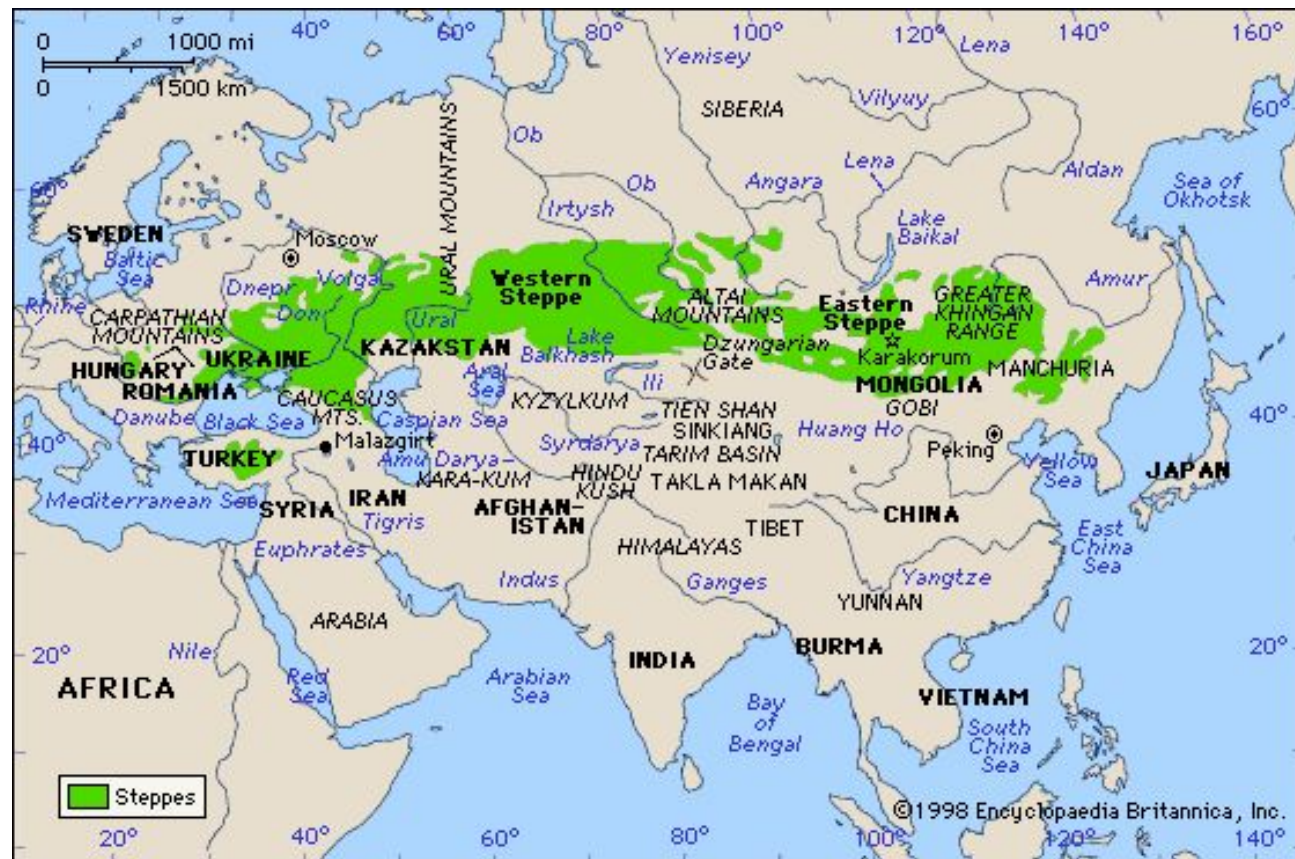 0 1000 mi
0 1500 km
40°
60°
80°
100°
120°
140°
160°
Yenisey
Lena
SIBERIA
Vilyuy
60°
URAL MOUNTAINS
Ob
Lena
Aldan
60°
Ob
Angara
Sea of
Okhotsk
Irtysh
SWEDEN
Moscow
Lake
Baikal
Baltic
Sea
Volga
Western
Steppe
Amur
Rhine
Dnepr
Don
ALTAI
MOUNTAINS
Eastern
Steppe
GREATER
KHINGAN
RANGE
CARPATHIAN
MOUNTAINS
Ural
Lake
Balkhash
Dzungarian
Gate
Karakorum
KAZAKSTAN
UKRAINE
HUNGARY
ROMANIA
Aral
Sea
Ili
MONGOLIA
MANCHURIA
CAUCASUS
MTS.
KYZYLKUM
GOBI
Danube
Black Sea
Caspian Sea
TIEN SHAN
SINKIANG
Huang Ho
40°
40°
Malazgirt
Syrdarya
Peking
TURKEY
Amu Darya
TARIM BASIN
Yellow
Sea
JAPAN
KARA-KUM
HINDU
KUSH
TAKLA MAKAN
Mediterranean Sea
SYRIA
IRAN
AFGHAN-
ISTAN
CHINA
Tigris
TIBET
East
China
Sea
Euphrates
HIMALAYAS
Indus
Ganges
Yangtze
YUNNAN
ARABIA
Nile
20°
20°
BURMA
INDIA
AFRICA
Red
Sea
Arabian
Sea
VIETNAM
Bay
of
Bengal
South
China
Sea
Steppes
©1998 Encyclopaedia Britannica, Inc.
20°
40°
60°
80°
100°
120°
140°